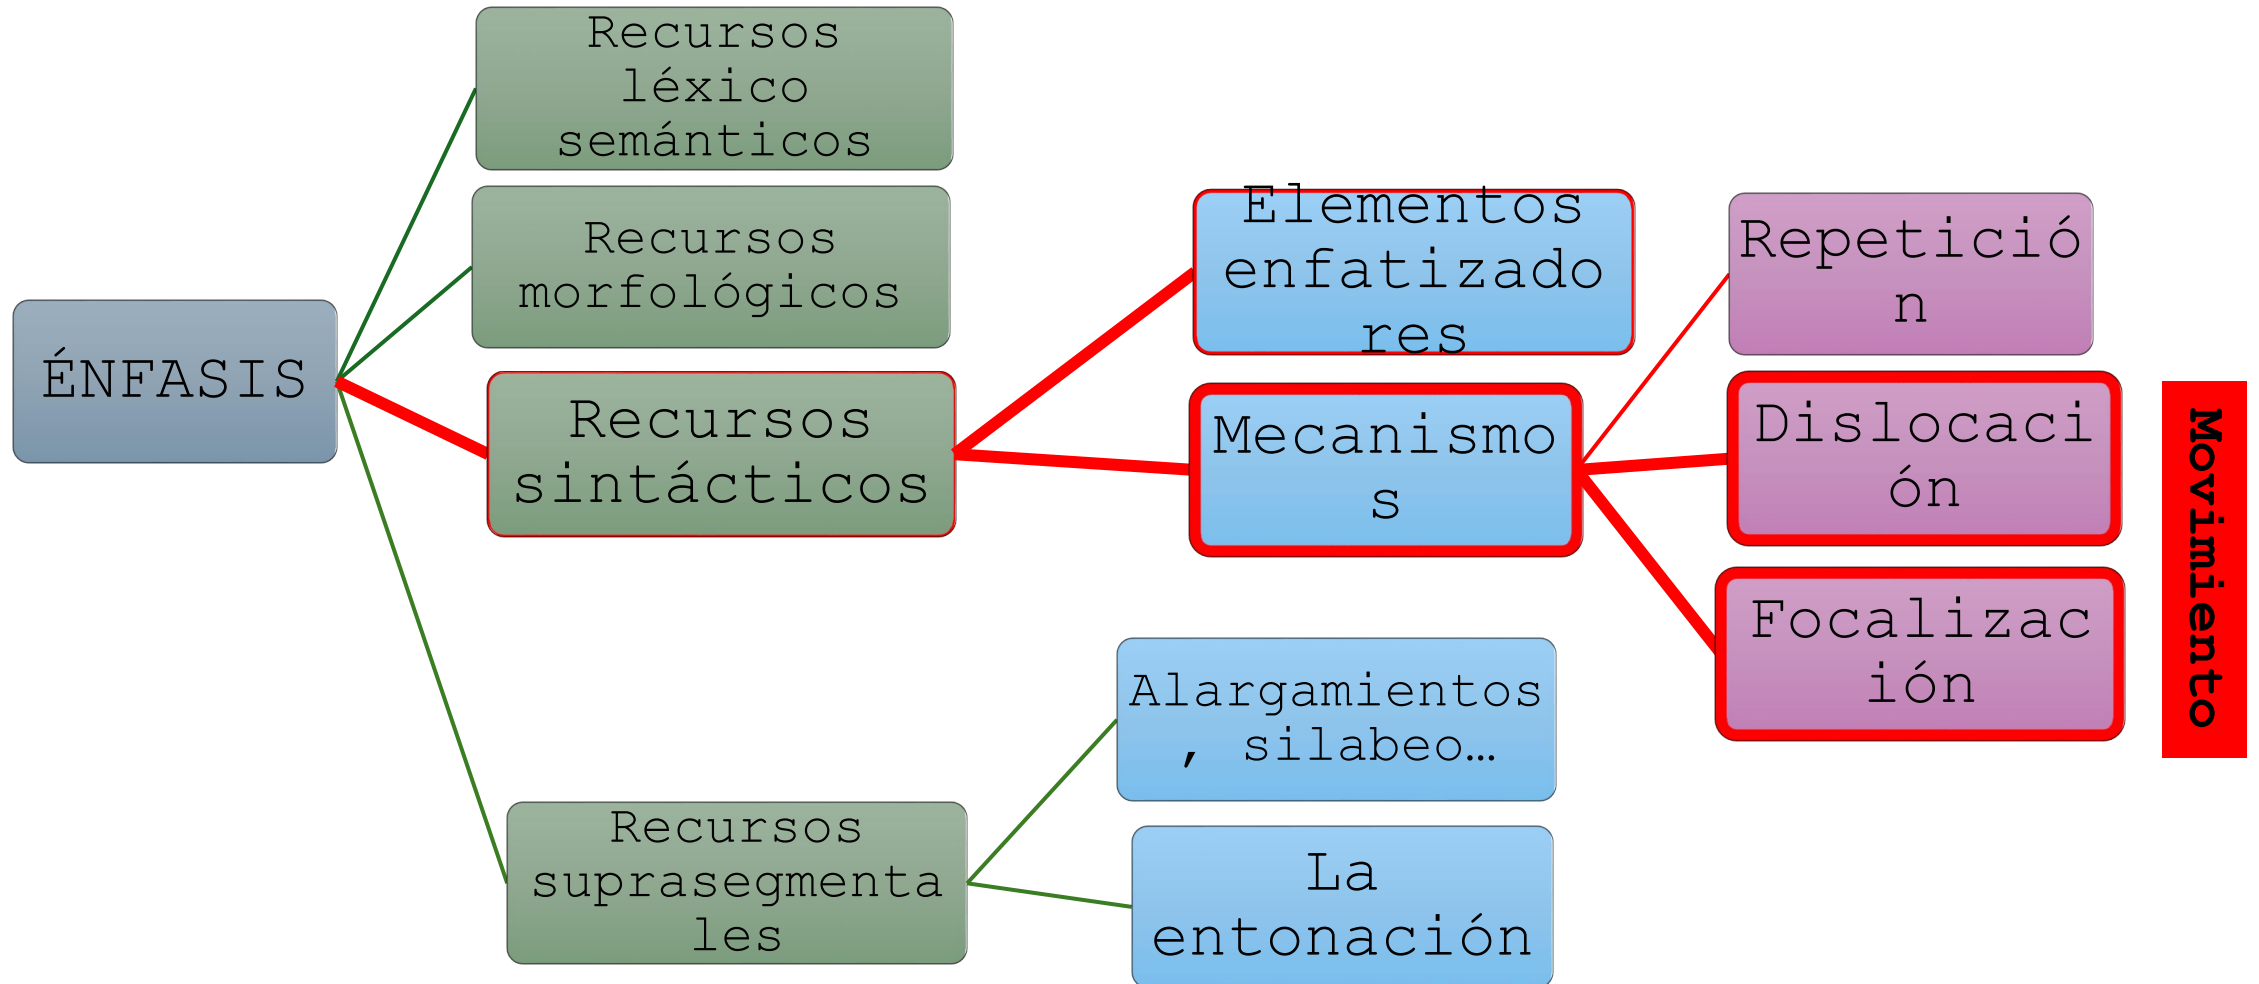 Recursos
léxico
semánticos
Recursos
morfológicos
ÉNFASIS
Recursos
sintácticos
Elementos
enfatizado
res
Mecanismo
s
Repetició
n
Dislocaci
ón
Focalizac
ión
Movimiento
Recursos
suprasegmenta
les
Alargamientos
, silabeo…
La
entonación